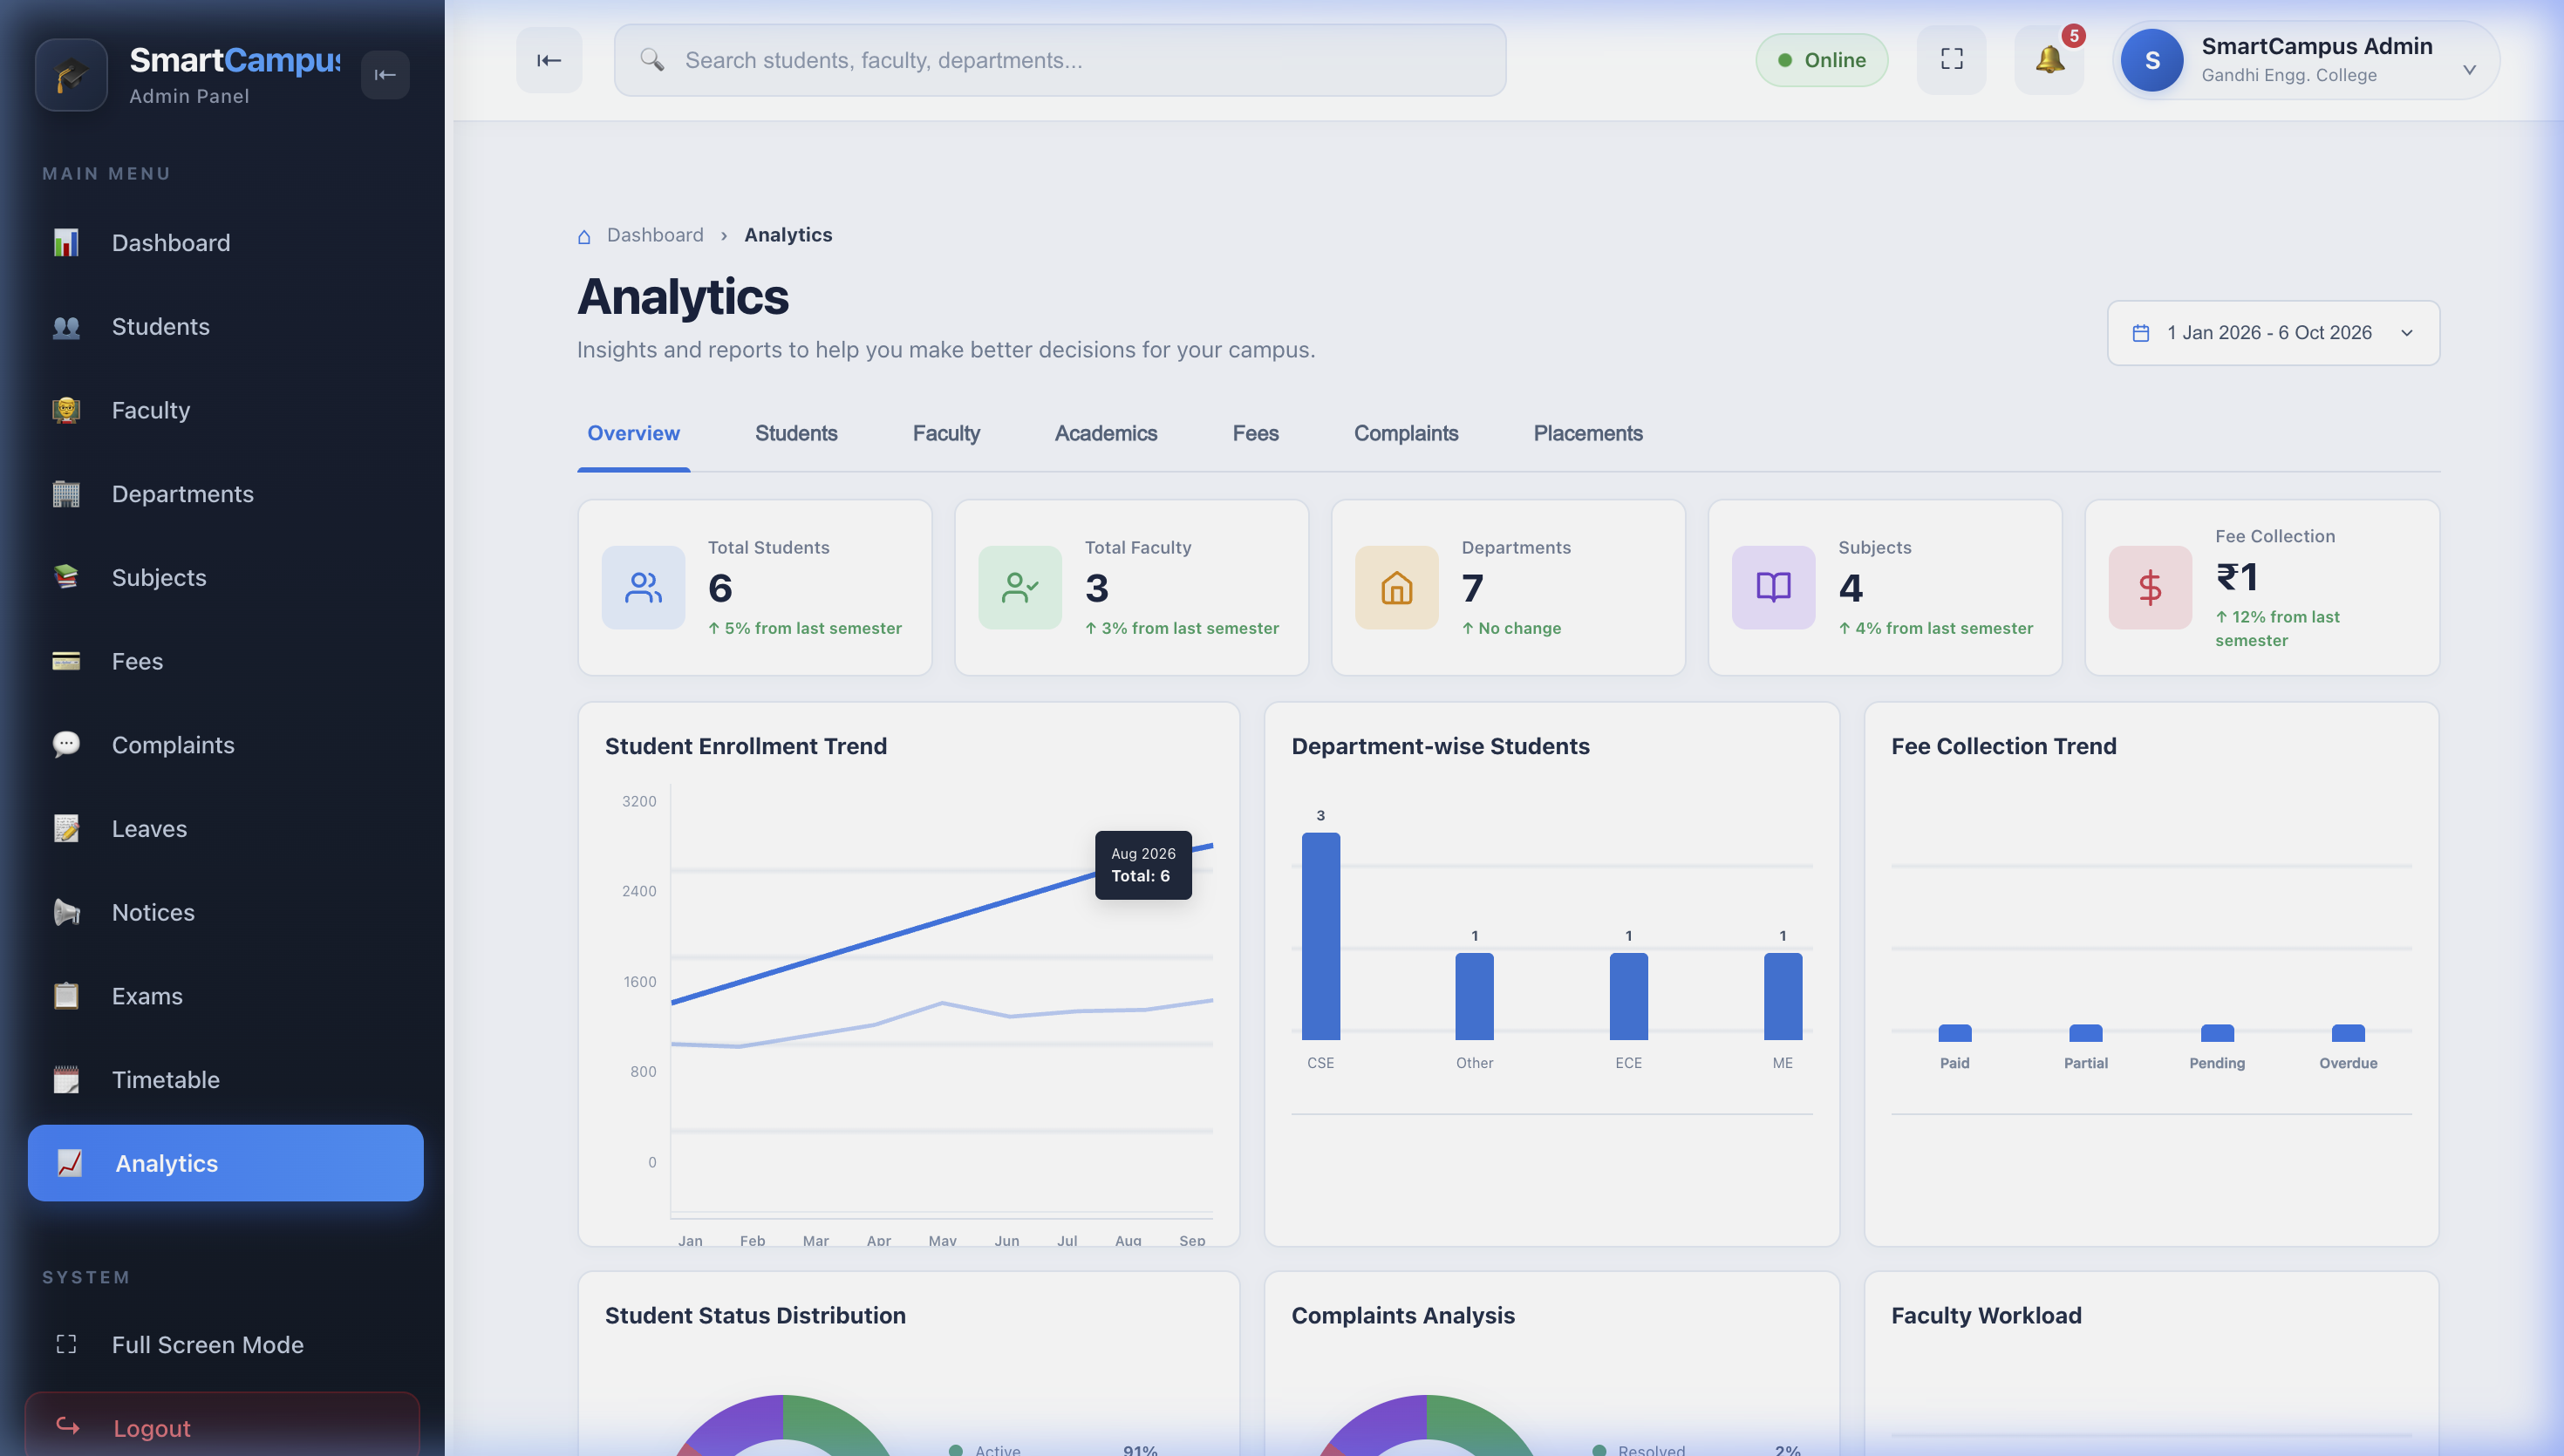 SmartCampus
Admin Panel
MAIN MENU
Dashboard
Students
Faculty
Departments
Subjects
Fees
Complaints
Leaves
Notices
Exams
Timetable
Analytics
SYSTEM
Full Screen Mode
Logout
Search students, faculty, departments...
Online
5
S
SmartCampus Admin
Gandhi Engg. College
Dashboard › Analytics
Analytics
Insights and reports to help you make better decisions for your campus.
1 Jan 2026 - 6 Oct 2026
Overview Students Faculty Academics Fees Complaints Placements
Total Students
6
↑ 5% from last semester
Total Faculty
3
↑ 3% from last semester
Departments
7
↑ No change
Subjects
4
↑ 4% from last semester
Fee Collection
₹1
↑ 12% from last
semester
Student Enrollment Trend
3200
2400
1600
800
0
Aug 2026
Total: 6
Jan Feb Mar Apr May Jun Jul Aug Sep
Department-wise Students
3 1 1 1
CSE Other ECE ME
Fee Collection Trend
Paid Partial Pending Overdue
Student Status Distribution
Active 91%
Complaints Analysis
Resolved 2%
Faculty Workload